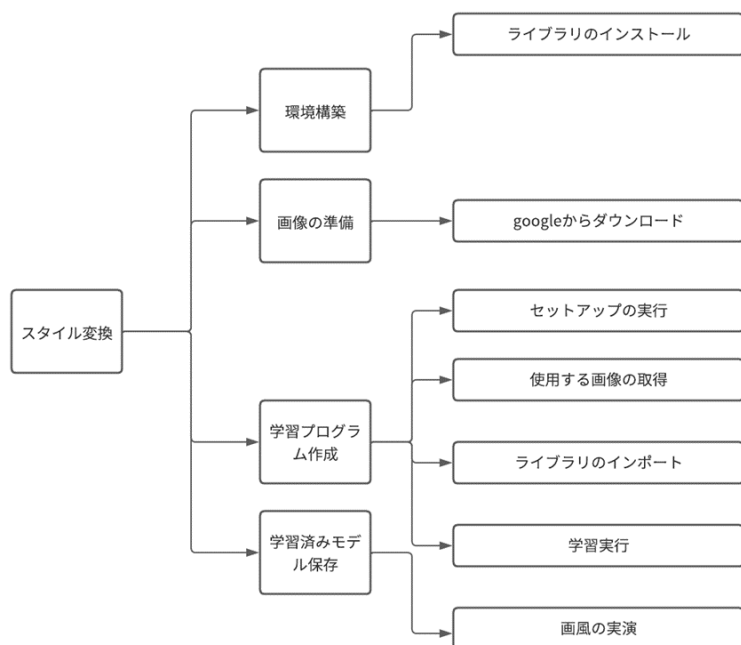 スタイル変換
環境構築
ライブラリのインストール
画像の準備
googleからダウンロード
学習プログラ
ム作成
セットアップの実行
使用する画像の取得
ライブラリのインポート
学習実行
学習済みモデ
ル保存
画風の実演